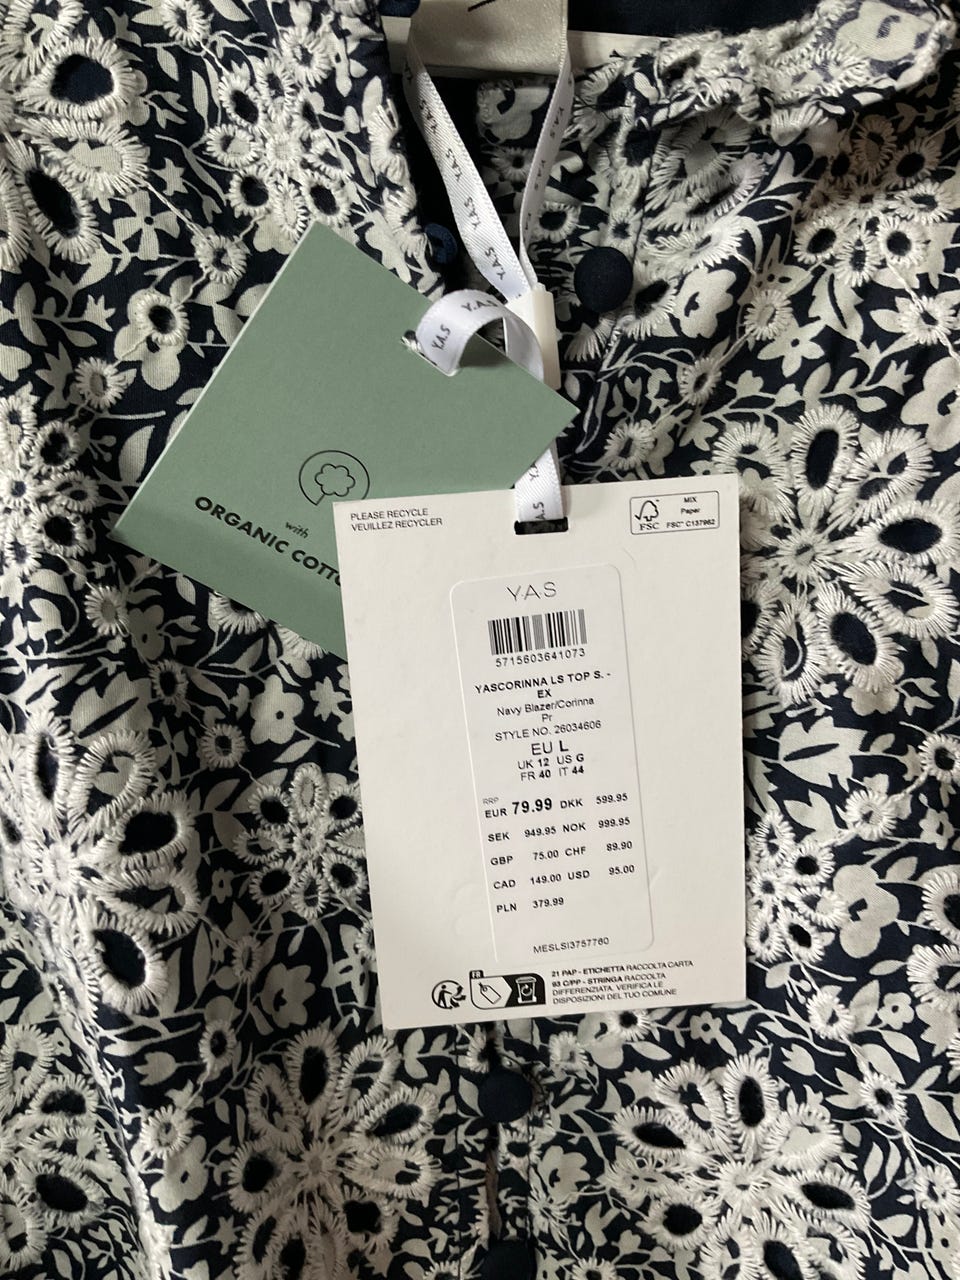 Y.A.S
Y.A.S
Y.A.S
Y.A.S
Y.A.S
with
ORGANIC
PLEASE RECYCLE
VEUILLEZ RECYCLER
FSC
MIX
Paper
FSC™ C137962
Y.A.S
5715603641073
YASCORINNA LS TOP S. -
EX
Navy Blazer/Corinna
Pr
STYLE NO. 26034606
EU L
UK 12 US G
FR 40 IT 44
RRP
EUR 79.99 DKK 599.95
SEK 949.95 NOK 999.95
GBP 75.00 CHF 89.90
CAD 149.00 USD 95.00
PLN 379.99
MESLSI3757760
FR
21 PAP - ETICHETTA RACCOLTA CARTA
93 C/PP - STRINGA RACCOLTA
DIFFERENZIATA. VERIFICA LE
DISPOSIZIONI DEL TUO COMUNE